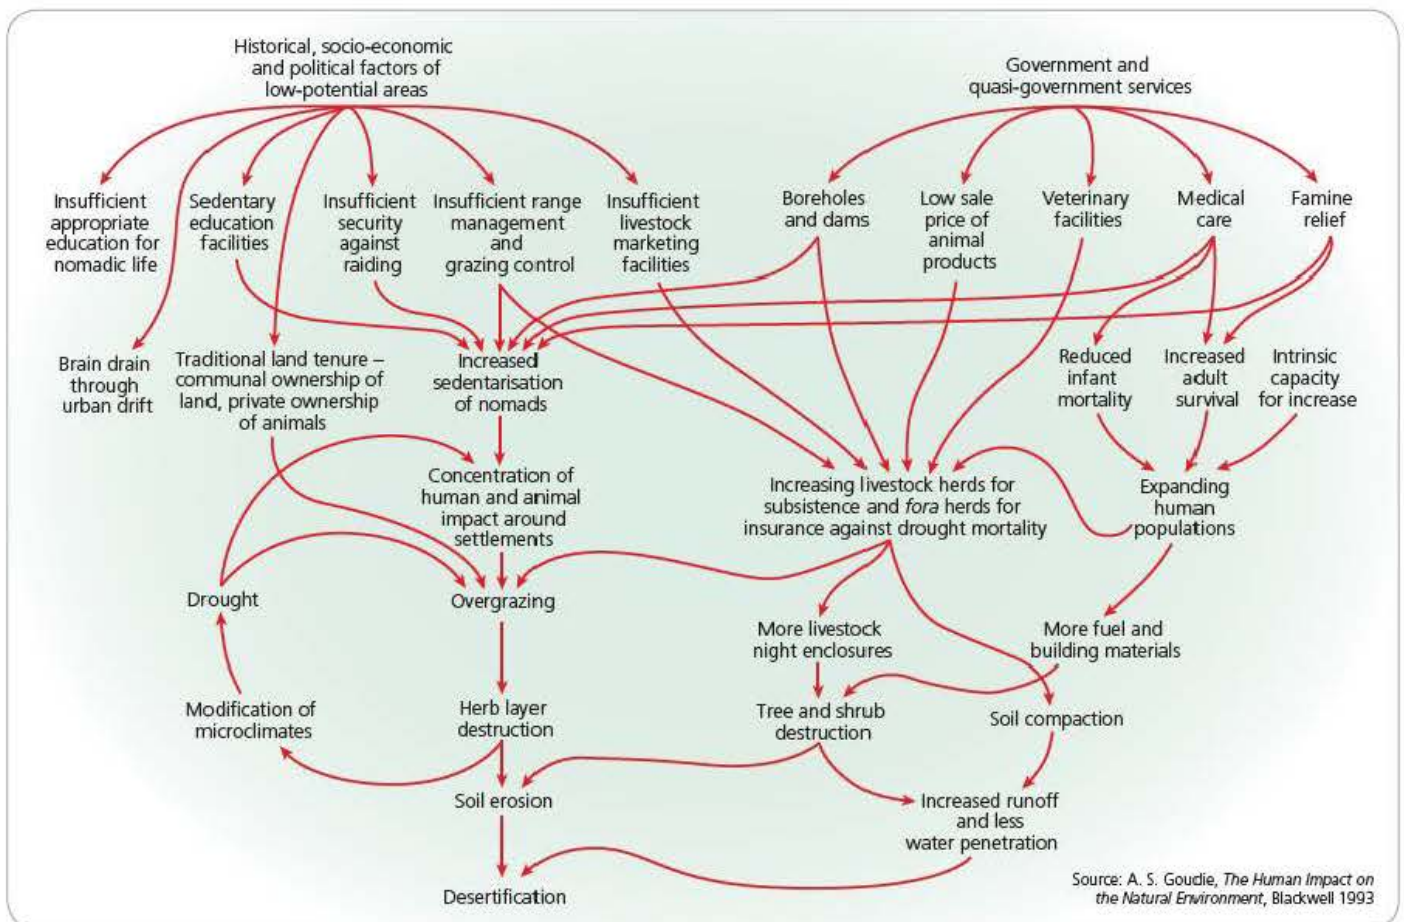 Historical, socio-economic
and political factors of
low-potential areas
Government and
quasi-government services
Insufficient
appropriate
education for
nomadic life
Sedentary
education
facilities
Insufficient
security
against
raiding
Insufficient range
management
and
grazing control
Insufficient
livestock
marketing
facilities
Boreholes
and dams
Low sale
price of
animal
products
Veterinary
facilities
Medical
care
Famine
relief
Brain drain
through
urban drift
Traditional land tenure –
communal ownership of
land, private ownership
of animals
Increased
sedentarisation
of nomads
Reduced
infant
mortality
Increased
adult
survival
Intrinsic
capacity
for increase
Concentration of
human and animal
impact around
settlements
Increasing livestock herds for
subsistence and fora herds for
insurance against drought mortality
Expanding
human
populations
Drought
Overgrazing
More livestock
night enclosures
More fuel and
building materials
Modification of
microclimates
Herb layer
destruction
Tree and shrub
destruction
Soil compaction
Soil erosion
Increased runoff
and less
water penetration
Desertification
Source: A. S. Goudie, The Human Impact on
the Natural Environment, Blackwell 1993